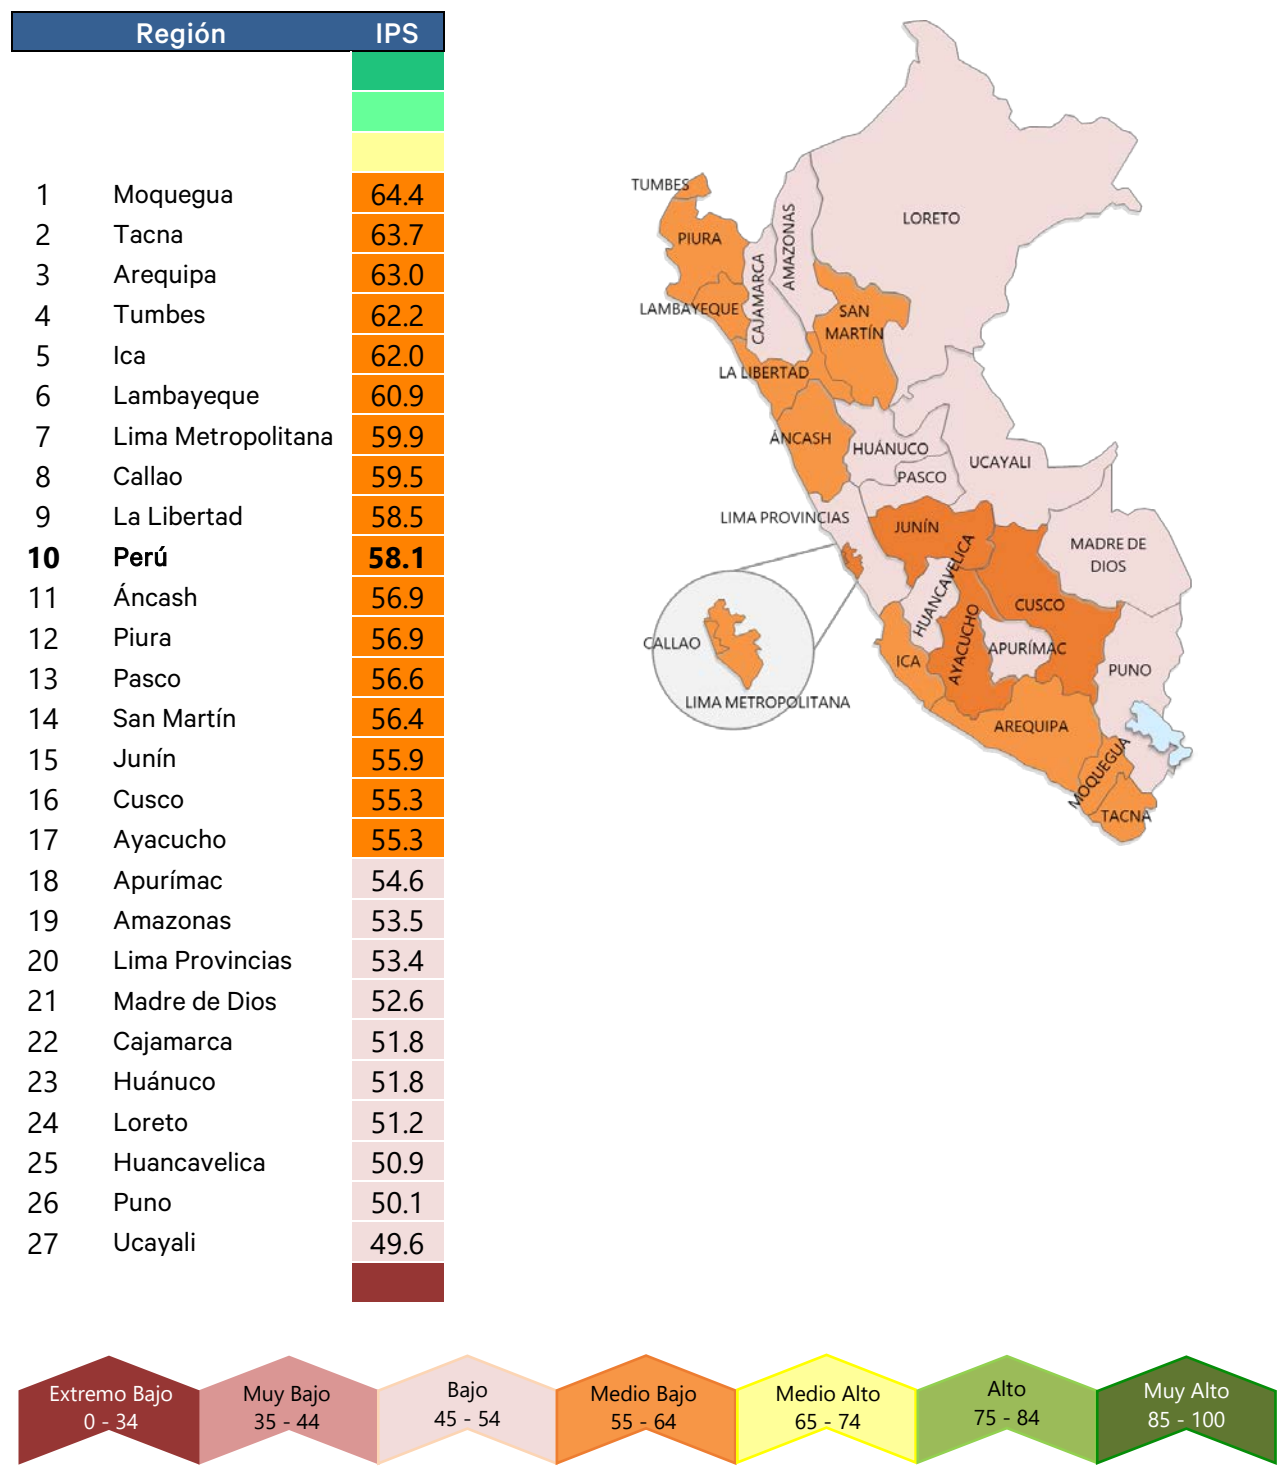 Región IPS
1 Moquegua 64.4
2 Tacna 63.7
3 Arequipa 63.0
4 Tumbes 62.2
5 Ica 62.0
6 Lambayeque 60.9
7 Lima Metropolitana 59.9
8 Callao 59.5
9 La Libertad 58.5
10 Perú 58.1
11 Áncash 56.9
12 Piura 56.9
13 Pasco 56.6
14 San Martín 56.4
15 Junín 55.9
16 Cusco 55.3
17 Ayacucho 55.3
18 Apurímac 54.6
19 Amazonas 53.5
20 Lima Provincias 53.4
21 Madre de Dios 52.6
22 Cajamarca 51.8
23 Huánuco 51.8
24 Loreto 51.2
25 Huancavelica 50.9
26 Puno 50.1
27 Ucayali 49.6
TUMBES
PIURA
LAMBAYEQUE
CAJAMARCA
AMAZONAS
LORETO
SAN
MARTÍN
LA LIBERTAD
ÁNCASH
HUÁNUCO
PASCO
UCAYALI
LIMA PROVINCIAS
JUNÍN
HUANCAVELICA
MADRE DE
DIOS
CUSCO
AYACUCHO
APURÍMAC
CALLAO
LIMA METROPOLITANA
ICA
PUNO
AREQUIPA
MOQUEGUA
TACNA
Extremo Bajo
0 - 34
Muy Bajo
35 - 44
Bajo
45 - 54
Medio Bajo
55 - 64
Medio Alto
65 - 74
Alto
75 - 84
Muy Alto
85 - 100